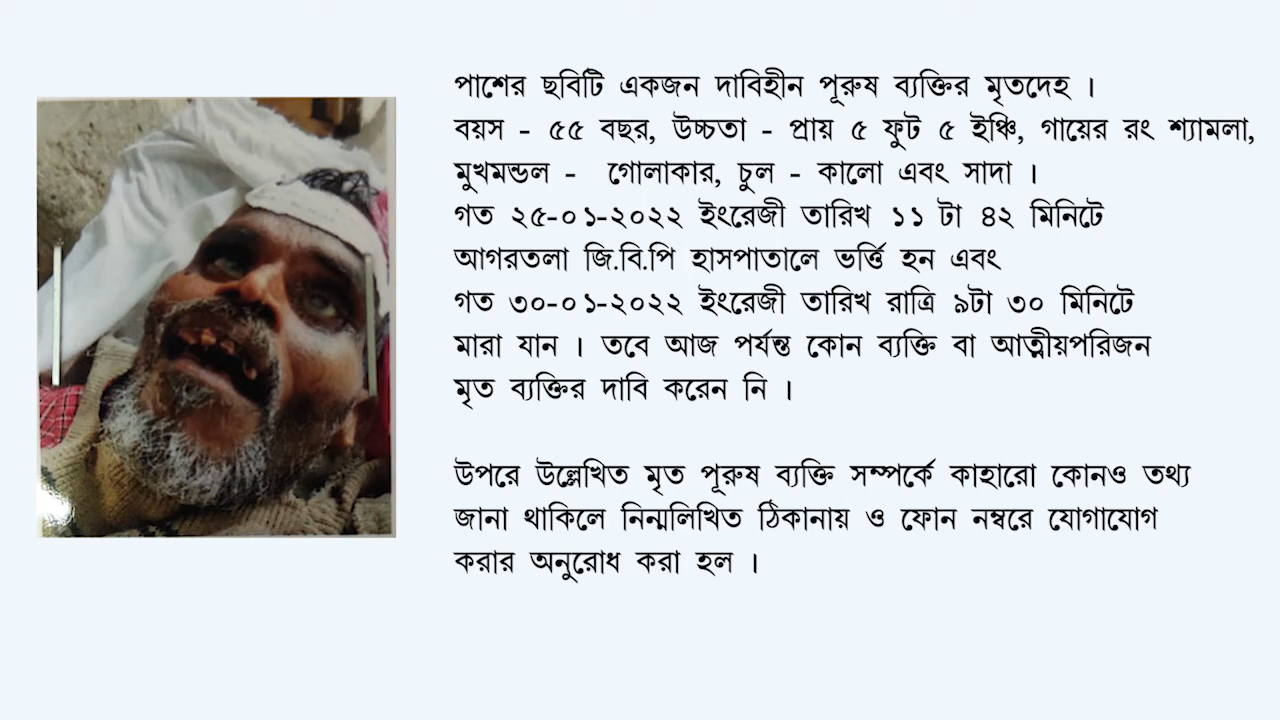 পাশের ছবিটি একজন দাবিহীন পূরুষ ব্যক্তির মৃতদেহ ।
বয়স - ৫৫ বছর, উচ্চতা - প্রায় ৫ ফুট ৫ ইঞ্চি, গায়ের রং শ্যামলা,
মুখমন্ডল - গোলাকার, চুল - কালো এবং সাদা ।
গত ২৫-০১-২০২২ ইংরেজী তারিখ ১১ টা ৪২ মিনিটে
আগরতলা জি.বি.পি হাসপাতালে ভর্ত্তি হন এবং
গত ৩০-০১-২০২২ ইংরেজী তারিখ রাত্রি ৯টা ৩০ মিনিটে
মারা যান । তবে আজ পর্যন্ত কোন ব্যক্তি বা আত্নীয়পরিজন
মৃত ব্যক্তির দাবি করেন নি ।
উপরে উল্লেখিত মৃত পূরুষ ব্যক্তি সম্পর্কে কাহারো কোনও তথ্য
জানা থাকিলে নিন্মলিখিত ঠিকানায় ও ফোন নম্বরে যোগাযোগ
করার অনুরোধ করা হল ।